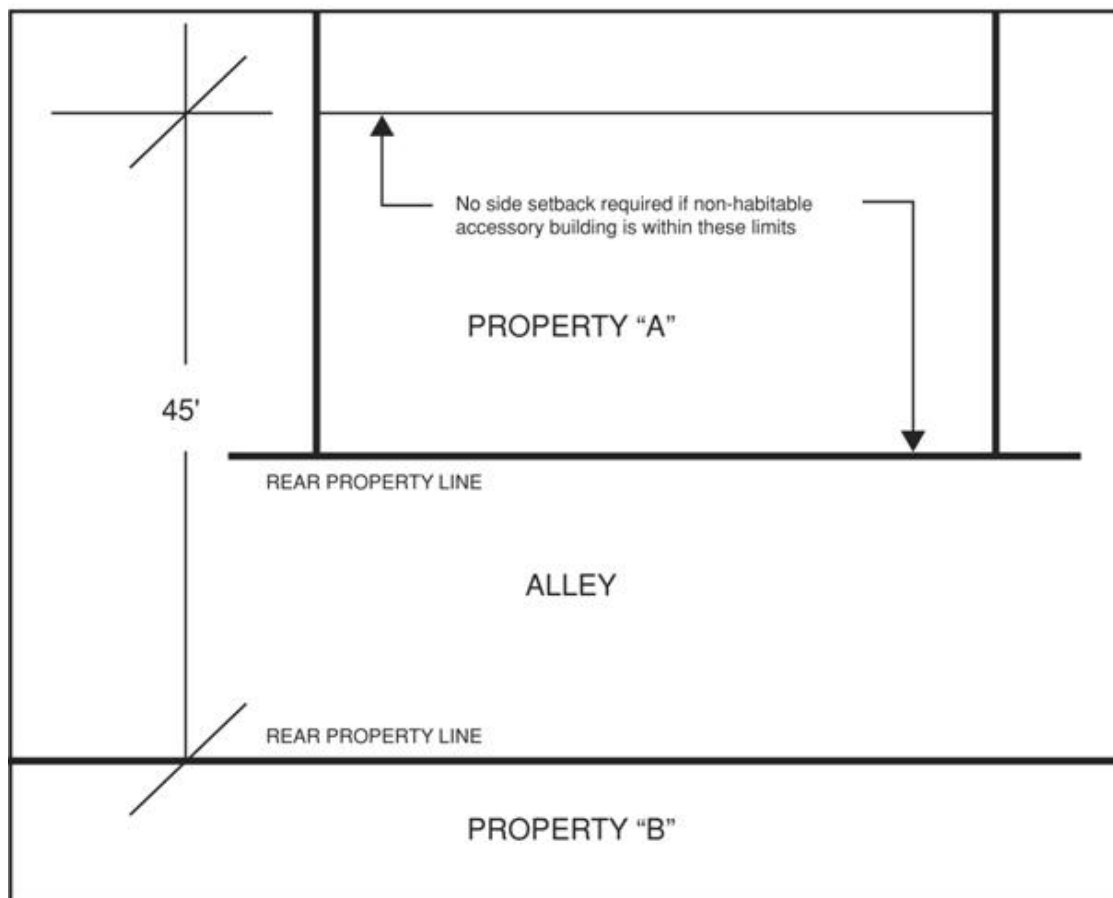 No side setback required if non-habitable
accessory building is within these limits
PROPERTY “A”
45'
REAR PROPERTY LINE
ALLEY
REAR PROPERTY LINE
PROPERTY “B”